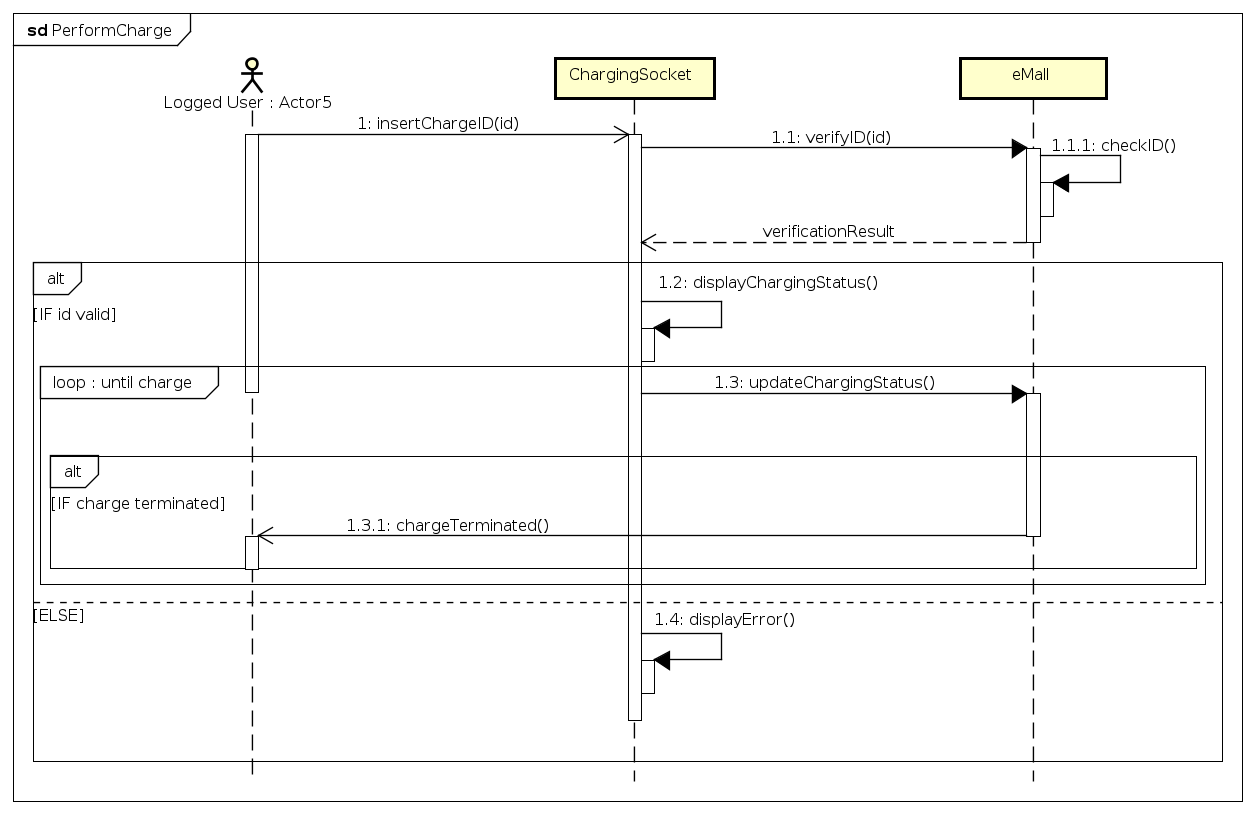 sd PerformCharge
Logged User : Actor5
ChargingSocket
eMall
1: insertChargeID(id)
1.1: verifyID(id)
1.1.1: checkID()
verificationResult
alt
1.2: displayChargingStatus()
[IF id valid]
loop : until charge
1.3: updateChargingStatus()
alt
[IF charge terminated]
1.3.1: chargeTerminated()
[ELSE]
1.4: displayError()